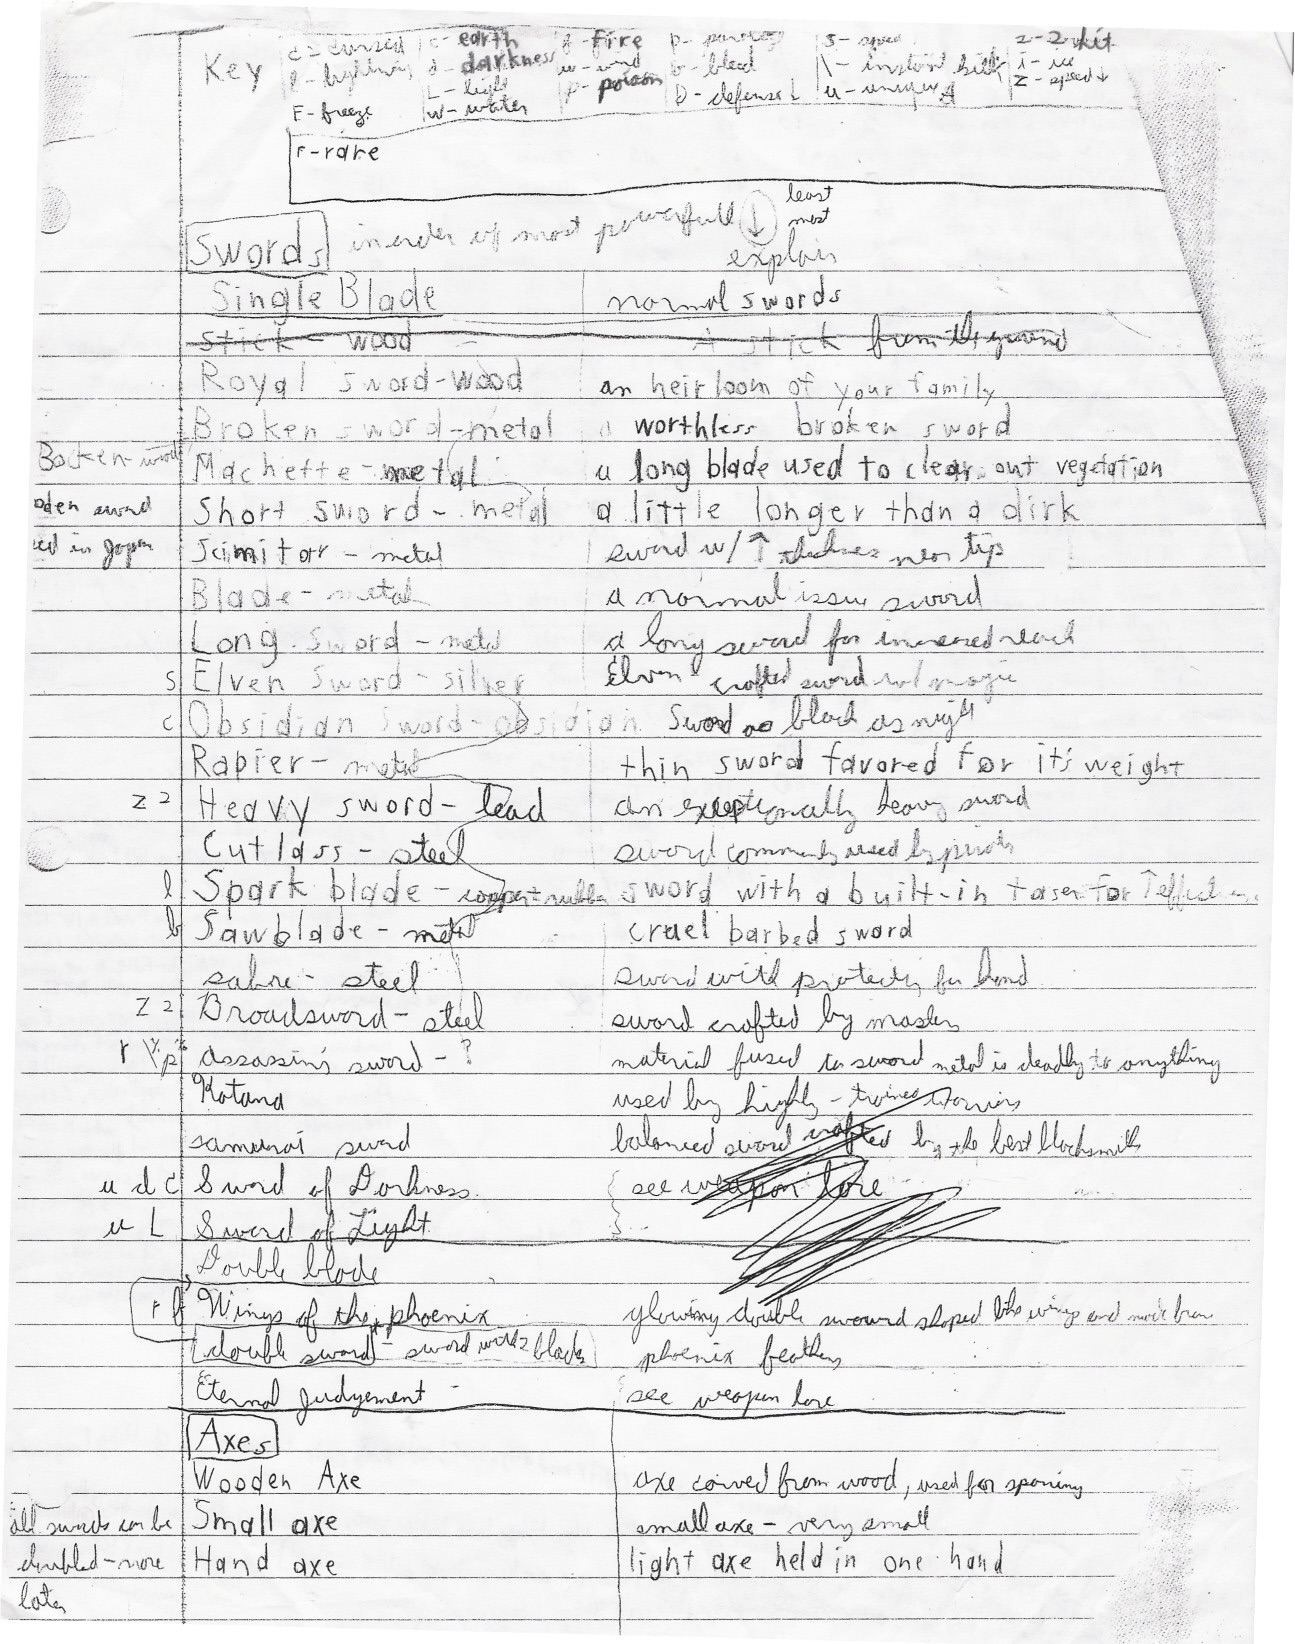 Key
c - cursed e - earth f - fire p - s - speed 2 - 2 hit
l - lightning d - darkness w - wind b - bleed \ - instant kill i - ice
L - light p - poison D - defense ↓ u - unique Z - speed ↓
F - freeze w - water
r - rare
Swords in order of most powerfull ↓ least
most
explain
Single Blade normal swords
stick - wood A stick from the ground
Royal sword - wood an heirloom of your family
Broken sword - metal a worthless broken sword
Bocken - wood Machette - metal a long blade used to clear out vegetation
oden sword Short sword - metal a little longer than a dirk
ed in Japan Scimitar - metal sword w/ ↑ thickness near tip
Blade - metal a normal issue sword
Long sword - metal a long sword for increased reach
s Elven Sword - silver Elven crafted sword w/ magic
c Obsidian Sword - obsidian Sword as black as night
Rapier - metal thin sword favored for it's weight
Z 2 Heavy sword - lead an exceptionally heavy sword
Cutlass - steel sword commonly used by pirates
l Spark blade - copper + rubber sword with a built-in taser for ↑
b Sawblade - metal cruel barbed sword
sabre - steel sword with protection for hand
Z 2 Broadsword - steel sword crafted by masters
r \% p% assassin's sword - ? material fused to sword metal is deadly to anything
Katana used by highly - trained warriors
samurai sword balanced sword crafted by the best blacksmiths
u d c Sword of Darkness { see weapon lore
u L Sword of Light
Double blade
r f Wings of the phoenix glowing double sword shaped like wings and made from
double sword - sword with 2 blades phoenix feathers
Eternal Judgement - see weapon lore
Axes
Wooden Axe axe carved from wood, used for sparring
all swords can be Small axe small axe - very small
doubled - more Hand axe light axe held in one hand
later